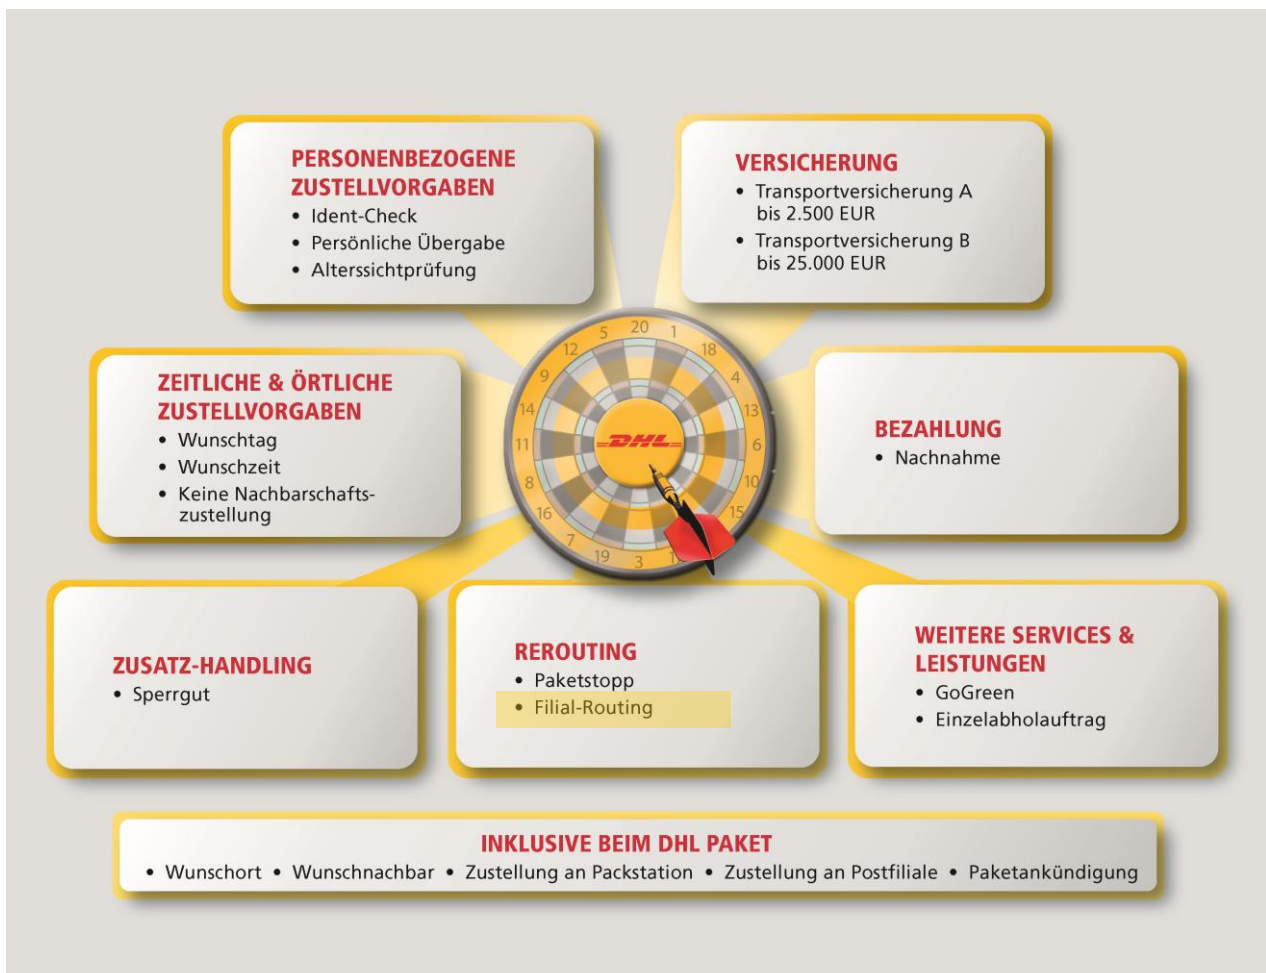 PERSONENBEZOGENE
ZUSTELLVORGABEN
• Ident-Check
• Persönliche Übergabe
• Alterssichtprüfung
VERSICHERUNG
• Transportversicherung A
bis 2.500 EUR
• Transportversicherung B
bis 25.000 EUR
ZEITLICHE & ÖRTLICHE
ZUSTELLVORGABEN
• Wunschtag
• Wunschzeit
• Keine Nachbarschafts-
zustellung
20
1
18
4
13
6
10
15
3
19
7
16
8
11
14
9
12
5
DHL
BEZAHLUNG
• Nachnahme
ZUSATZ-HANDLING
• Sperrgut
REROUTING
• Paketstopp
• Filial-Routing
WEITERE SERVICES &
LEISTUNGEN
• GoGreen
• Einzelabholauftrag
INKLUSIVE BEIM DHL PAKET
• Wunschort • Wunschnachbar • Zustellung an Packstation • Zustellung an Postfiliale • Paketankündigung